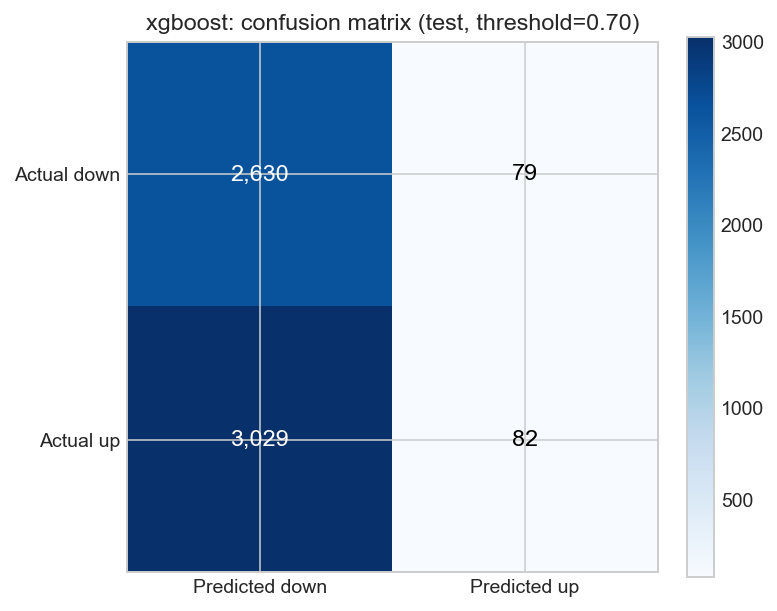 xgboost: confusion matrix (test, threshold=0.70)
3000
Actual down
2,630
79
2500
2000
1500
1000
Actual up
3,029
82
500
Predicted down
Predicted up